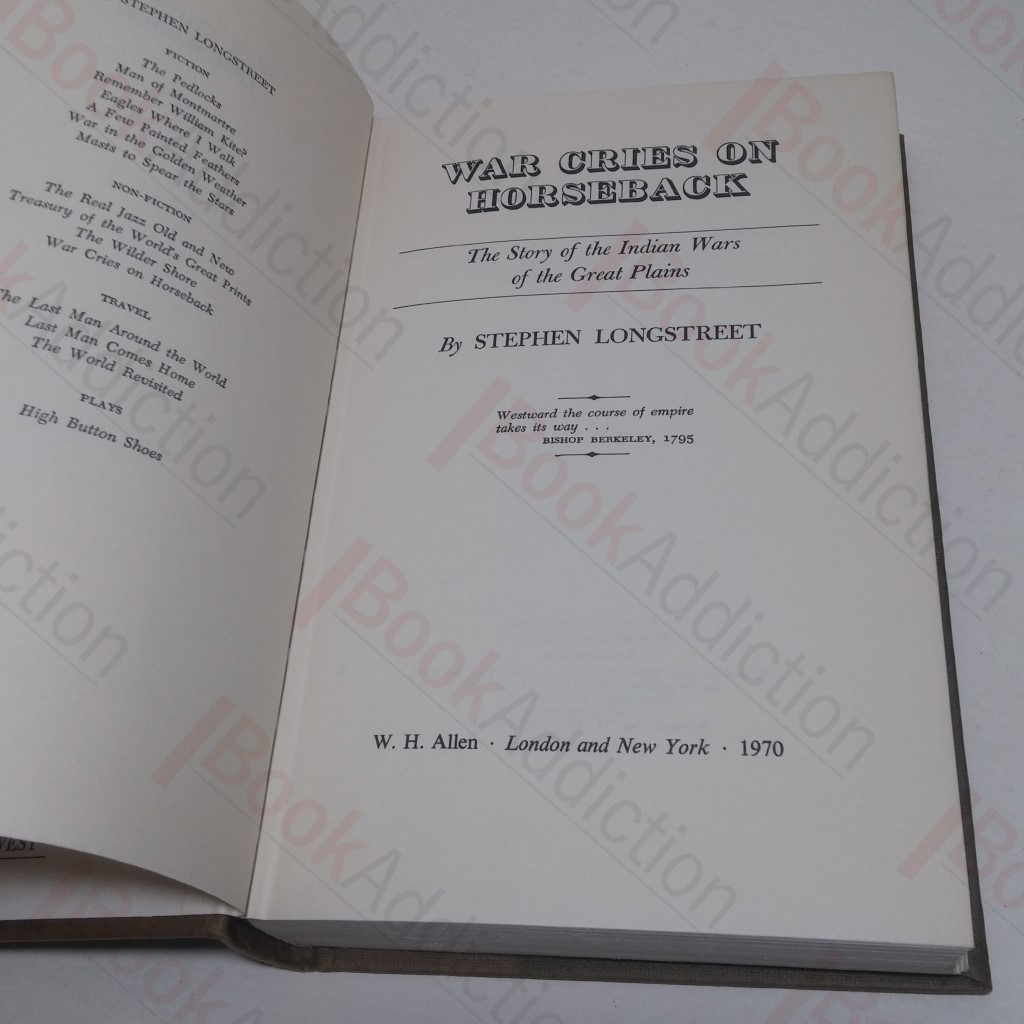 BY STEPHEN LONGSTREET
FICTION
The Pedlocks
Man of Montmartre
Remember William Kite?
Eagles Where I Walk
A Few Painted Feathers
War in the Golden Weather
Masts to Spear the Stars
NON-FICTION
The Real Jazz Old and New
Treasury of the World's Great Prints
The Wilder Shore
War Cries on Horseback
TRAVEL
The Last Man Around the World
Last Man Comes Home
The World Revisited
PLAYS
High Button Shoes
WEST
WAR CRIES ON
HORSEBACK
The Story of the Indian Wars
of the Great Plains
By STEPHEN LONGSTREET
Westward the course of empire
takes its way . . .
BISHOP BERKELEY, 1795
W. H. Allen · London and New York · 1970
BookAddiction